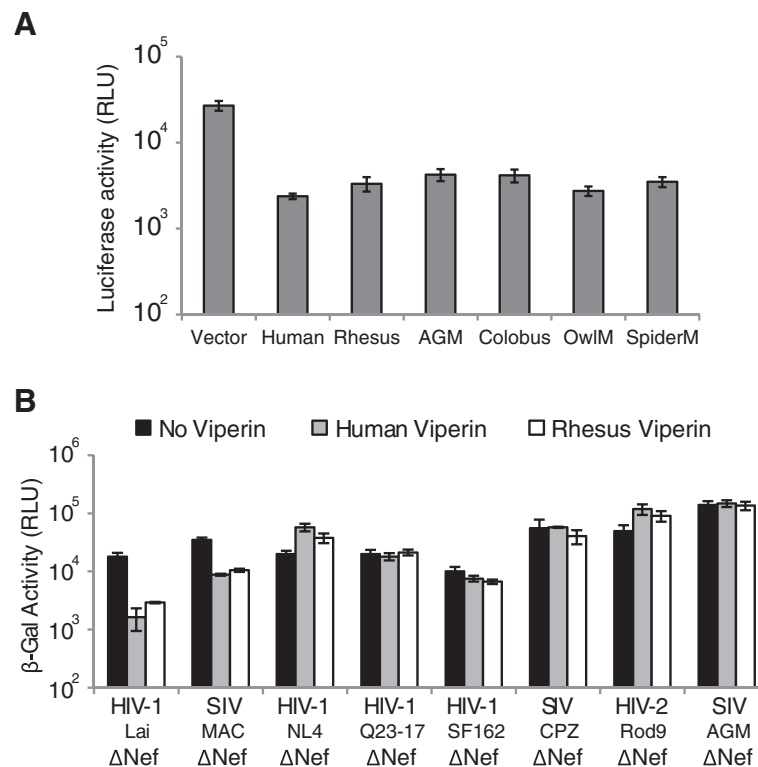 A
Luciferase activity (RLU)
10^5
10^4
10^3
10^2
Vector Human Rhesus AGM Colobus OwlM SpiderM
B
No Viperin Human Viperin Rhesus Viperin
β-Gal Activity (RLU)
10^6
10^5
10^4
10^3
10^2
HIV-1 SIV HIV-1 HIV-1 HIV-1 SIV HIV-2 SIV
Lai MAC NL4 Q23-17 SF162 CPZ Rod9 AGM
ΔNef ΔNef ΔNef ΔNef ΔNef ΔNef ΔNef ΔNef